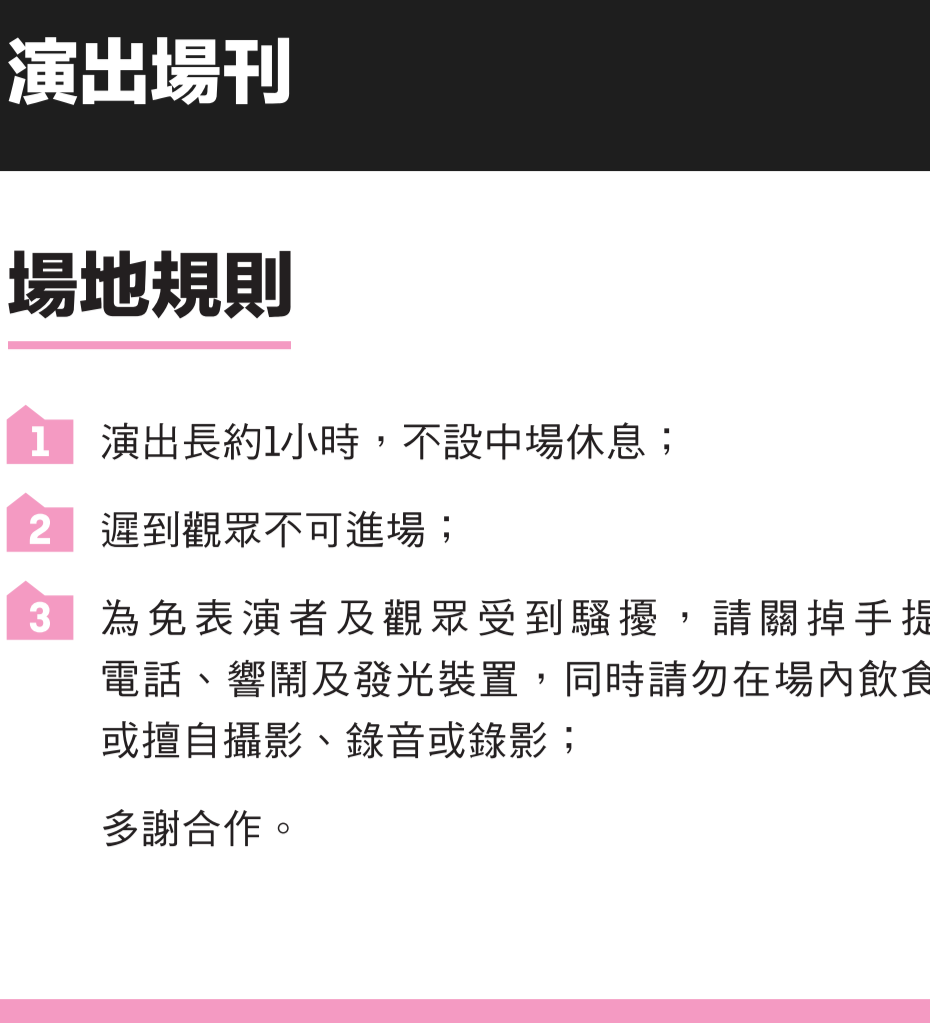 演出場刊
場地規則
1 演出長約1小時，不設中場休息；
2 遲到觀眾不可進場；
3 為免表演者及觀眾受到騷擾，請關掉手提
電話、響鬧及發光裝置，同時請勿在場內飲食
或擅自攝影、錄音或錄影；
多謝合作。